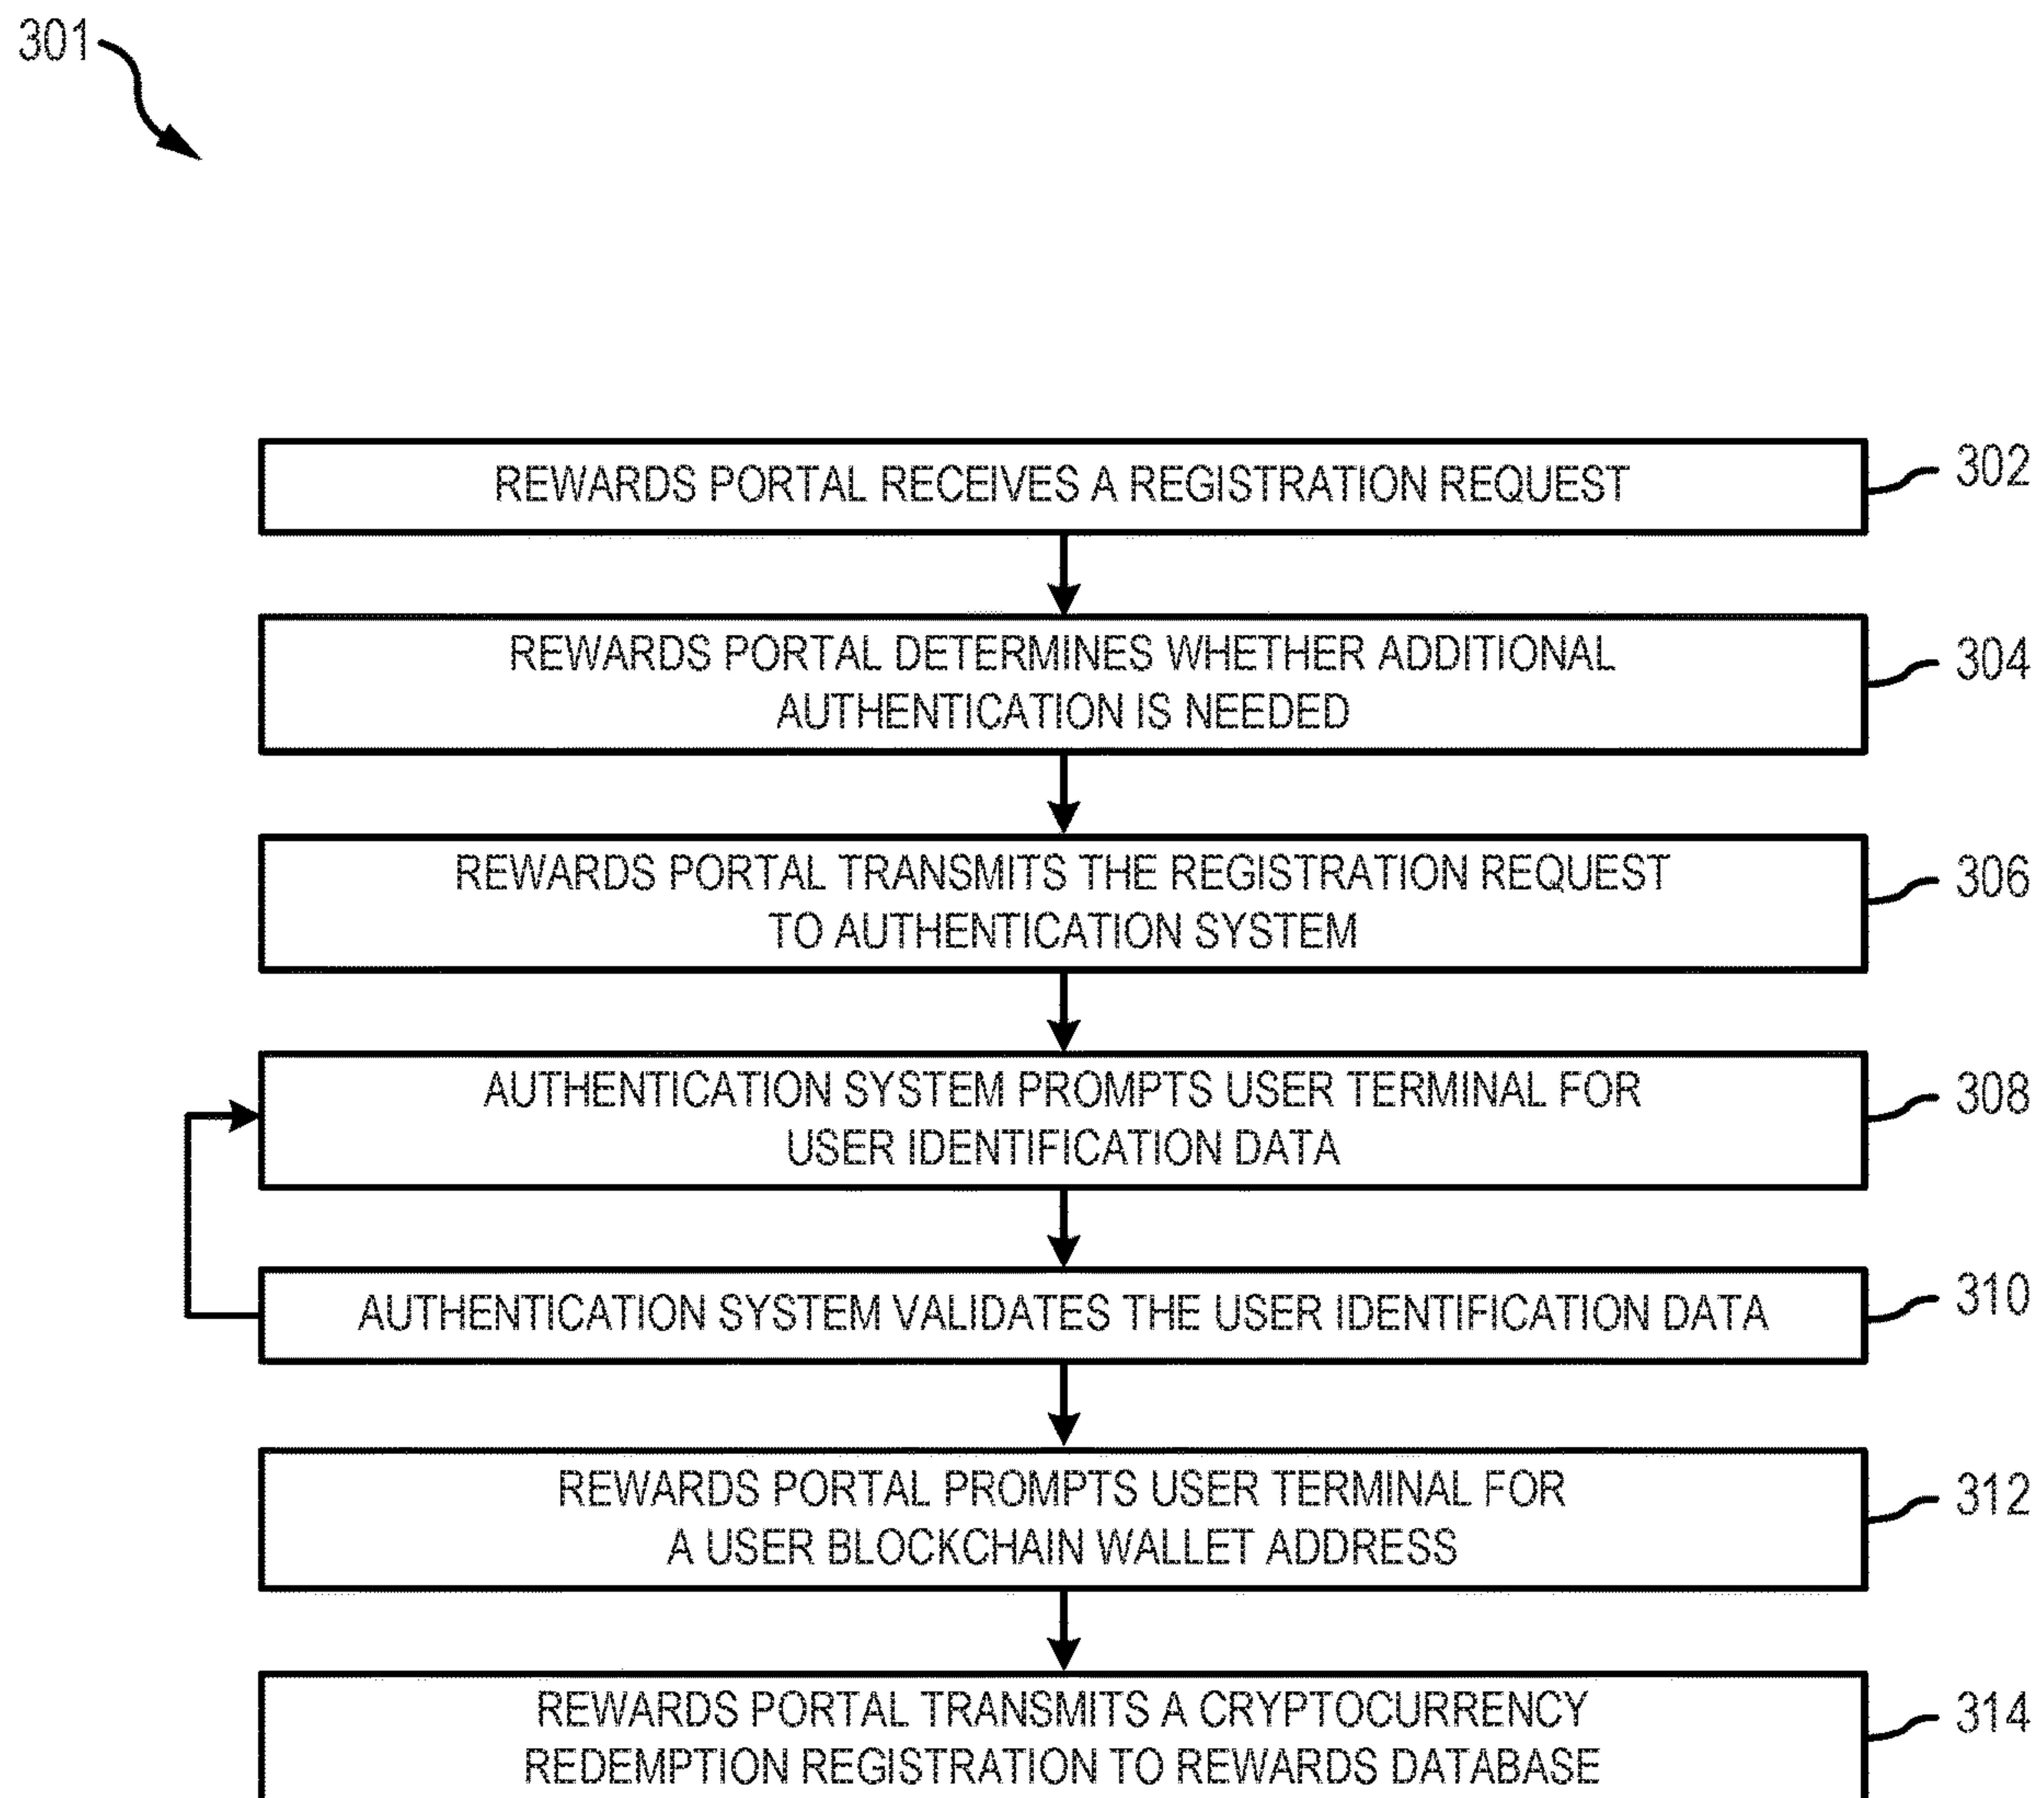 301
REWARDS PORTAL RECEIVES A REGISTRATION REQUEST
302
REWARDS PORTAL DETERMINES WHETHER ADDITIONAL
AUTHENTICATION IS NEEDED
304
REWARDS PORTAL TRANSMITS THE REGISTRATION REQUEST
TO AUTHENTICATION SYSTEM
306
AUTHENTICATION SYSTEM PROMPTS USER TERMINAL FOR
USER IDENTIFICATION DATA
308
AUTHENTICATION SYSTEM VALIDATES THE USER IDENTIFICATION DATA
310
REWARDS PORTAL PROMPTS USER TERMINAL FOR
A USER BLOCKCHAIN WALLET ADDRESS
312
REWARDS PORTAL TRANSMITS A CRYPTOCURRENCY
REDEMPTION REGISTRATION TO REWARDS DATABASE
314